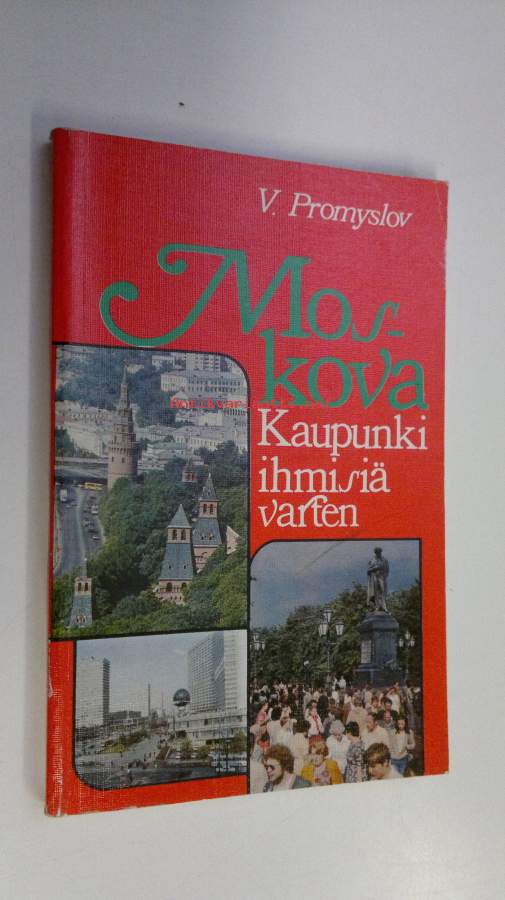 V. Promyslov
Mos-
kova
Kaupunki
ihmisiä
varten